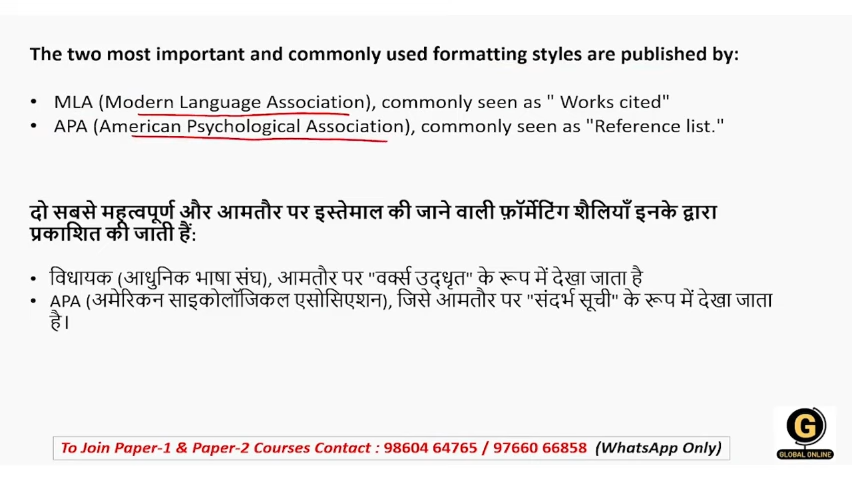 The two most important and commonly used formatting styles are published by:
• MLA (Modern Language Association), commonly seen as " Works cited"
• APA (American Psychological Association), commonly seen as "Reference list."
दो सबसे महत्वपूर्ण और आमतौर पर इस्तेमाल की जाने वाली फ़ॉर्मेटिंग शैलियाँ इनके द्वारा
प्रकाशित की जाती हैं:
• विधायक (आधुनिक भाषा संघ), आमतौर पर "वर्क्स उद्धृत" के रूप में देखा जाता है
• APA (अमेरिकन साइकोलॉजिकल एसोसिएशन), जिसे आमतौर पर "संदर्भ सूची" के रूप में देखा जाता
है।
To Join Paper-1 & Paper-2 Courses Contact : 98604 64765 / 97660 66858 (WhatsApp Only)
G
GLOBAL ONLINE